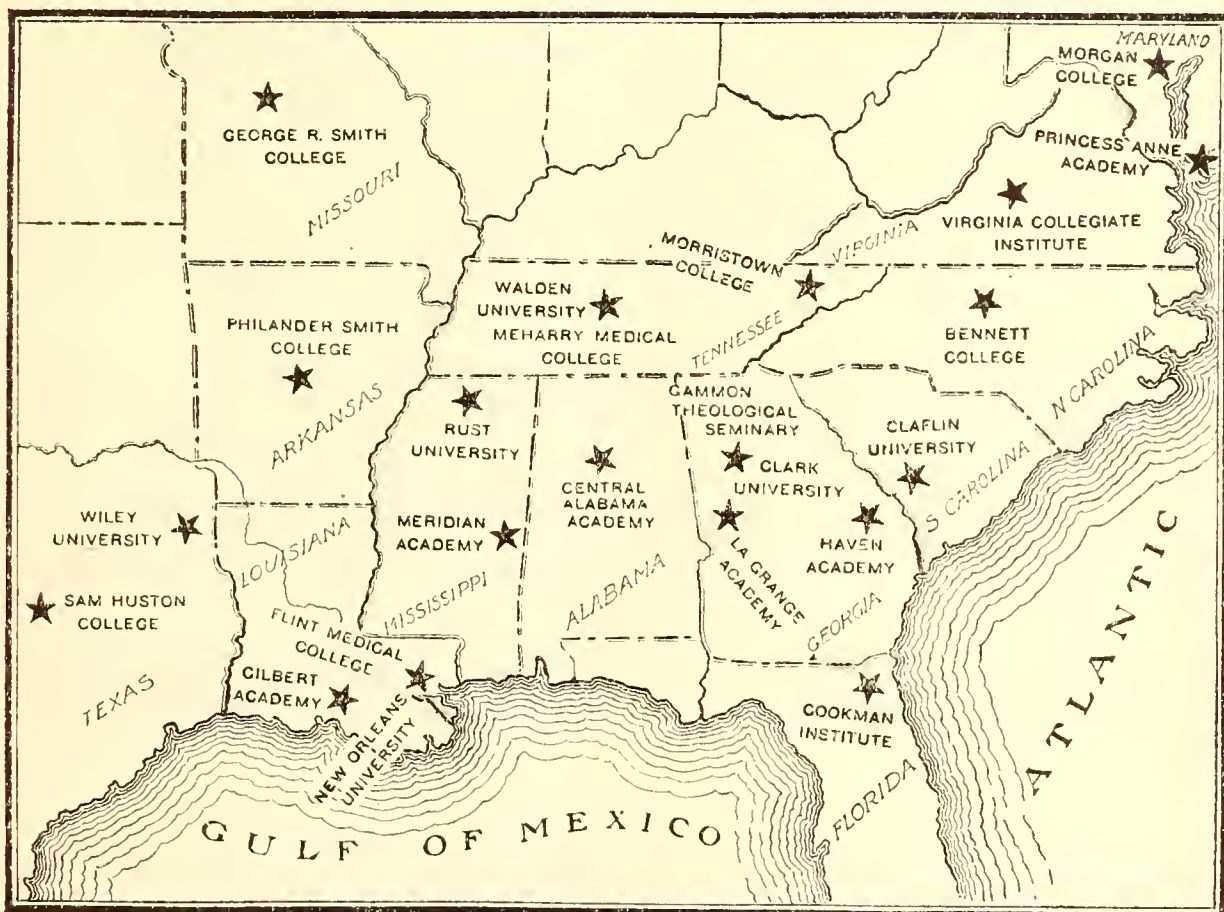 MARYLAND
MORGAN
COLLEGE
GEORGE R. SMITH
COLLEGE
MISSOURI
PRINCESS ANNE
ACADEMY
VIRGINIA COLLEGIATE
INSTITUTE
VIRGINIA
MORRISTOWN
COLLEGE
WALDEN
UNIVERSITY
MEHARRY MEDICAL
COLLEGE
TENNESSEE
BENNETT
COLLEGE
N CAROLINA
PHILANDER SMITH
COLLEGE
ARKANSAS
RUST
UNIVERSITY
GAMMON
THEOLOGICAL
SEMINARY
CLARK
UNIVERSITY
CLAFLIN
UNIVERSITY
S CAROLINA
CENTRAL
ALABAMA
ACADEMY
WILEY
UNIVERSITY
LOUISIANA
MERIDIAN
ACADEMY
MISSISSIPPI
ALABAMA
LA GRANGE
ACADEMY
HAVEN
ACADEMY
GEORGIA
SAM HUSTON
COLLEGE
TEXAS
FLINT MEDICAL
COLLEGE
GILBERT
ACADEMY
NEW ORLEANS
UNIVERSITY
COOKMAN
INSTITUTE
FLORIDA
GULF OF MEXICO
ATLANTIC